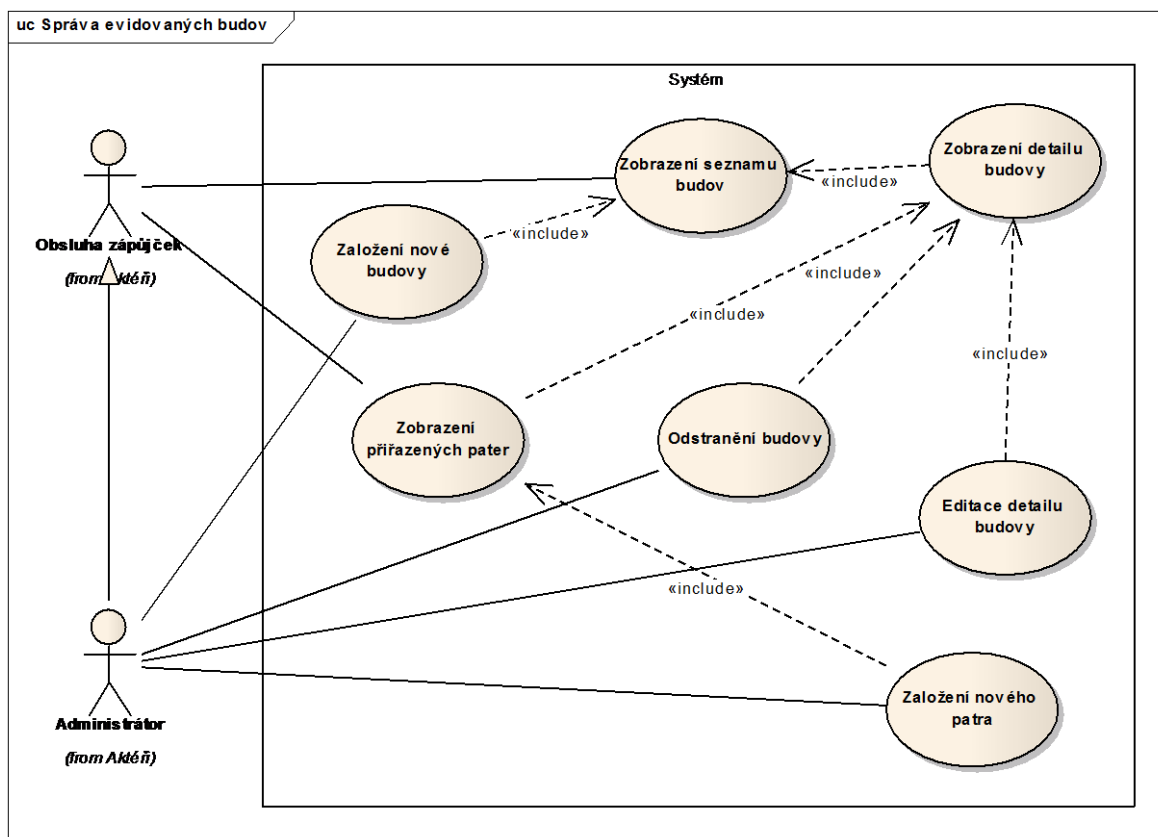 uc Správa evidovaných budov
Systém
Zobrazení seznamu
budov
Zobrazení detailu
budovy
«include»
«include»
Obsluha zápůjček
(from Aktéři)
Založení nové
budovy
«include»
«include»
«include»
Zobrazení
přiřazených pater
Odstranění budovy
Editace detailu
budovy
«include»
Založení nového
patra
Administrátor
(from Aktéři)